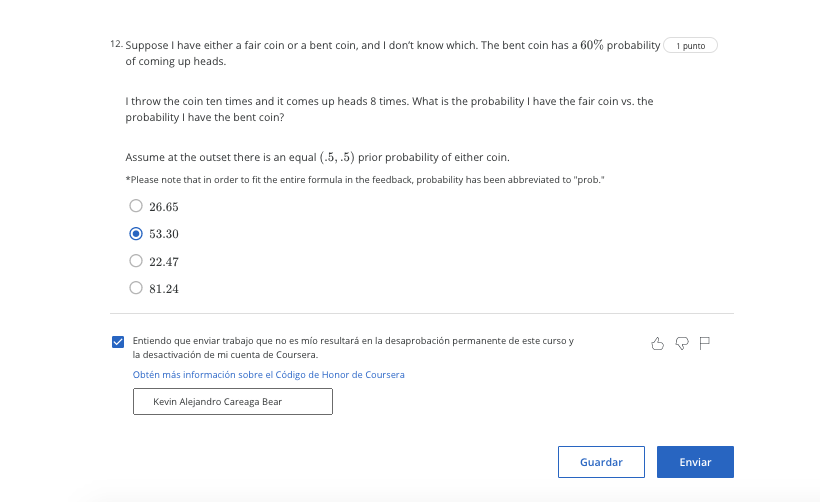 12. Suppose I have either a fair coin or a bent coin, and I don't know which. The bent coin has a 60% probability 1 punto
of coming up heads.
I throw the coin ten times and it comes up heads 8 times. What is the probability I have the fair coin vs. the
probability I have the bent coin?
Assume at the outset there is an equal (.5, .5) prior probability of either coin.
*Please note that in order to fit the entire formula in the feedback, probability has been abbreviated to "prob."
26.65
53.30
22.47
81.24
Entiendo que enviar trabajo que no es mío resultará en la desaprobación permanente de este curso y
la desactivación de mi cuenta de Coursera.
Obtén más información sobre el Código de Honor de Coursera
Kevin Alejandro Careaga Bear
Guardar Enviar